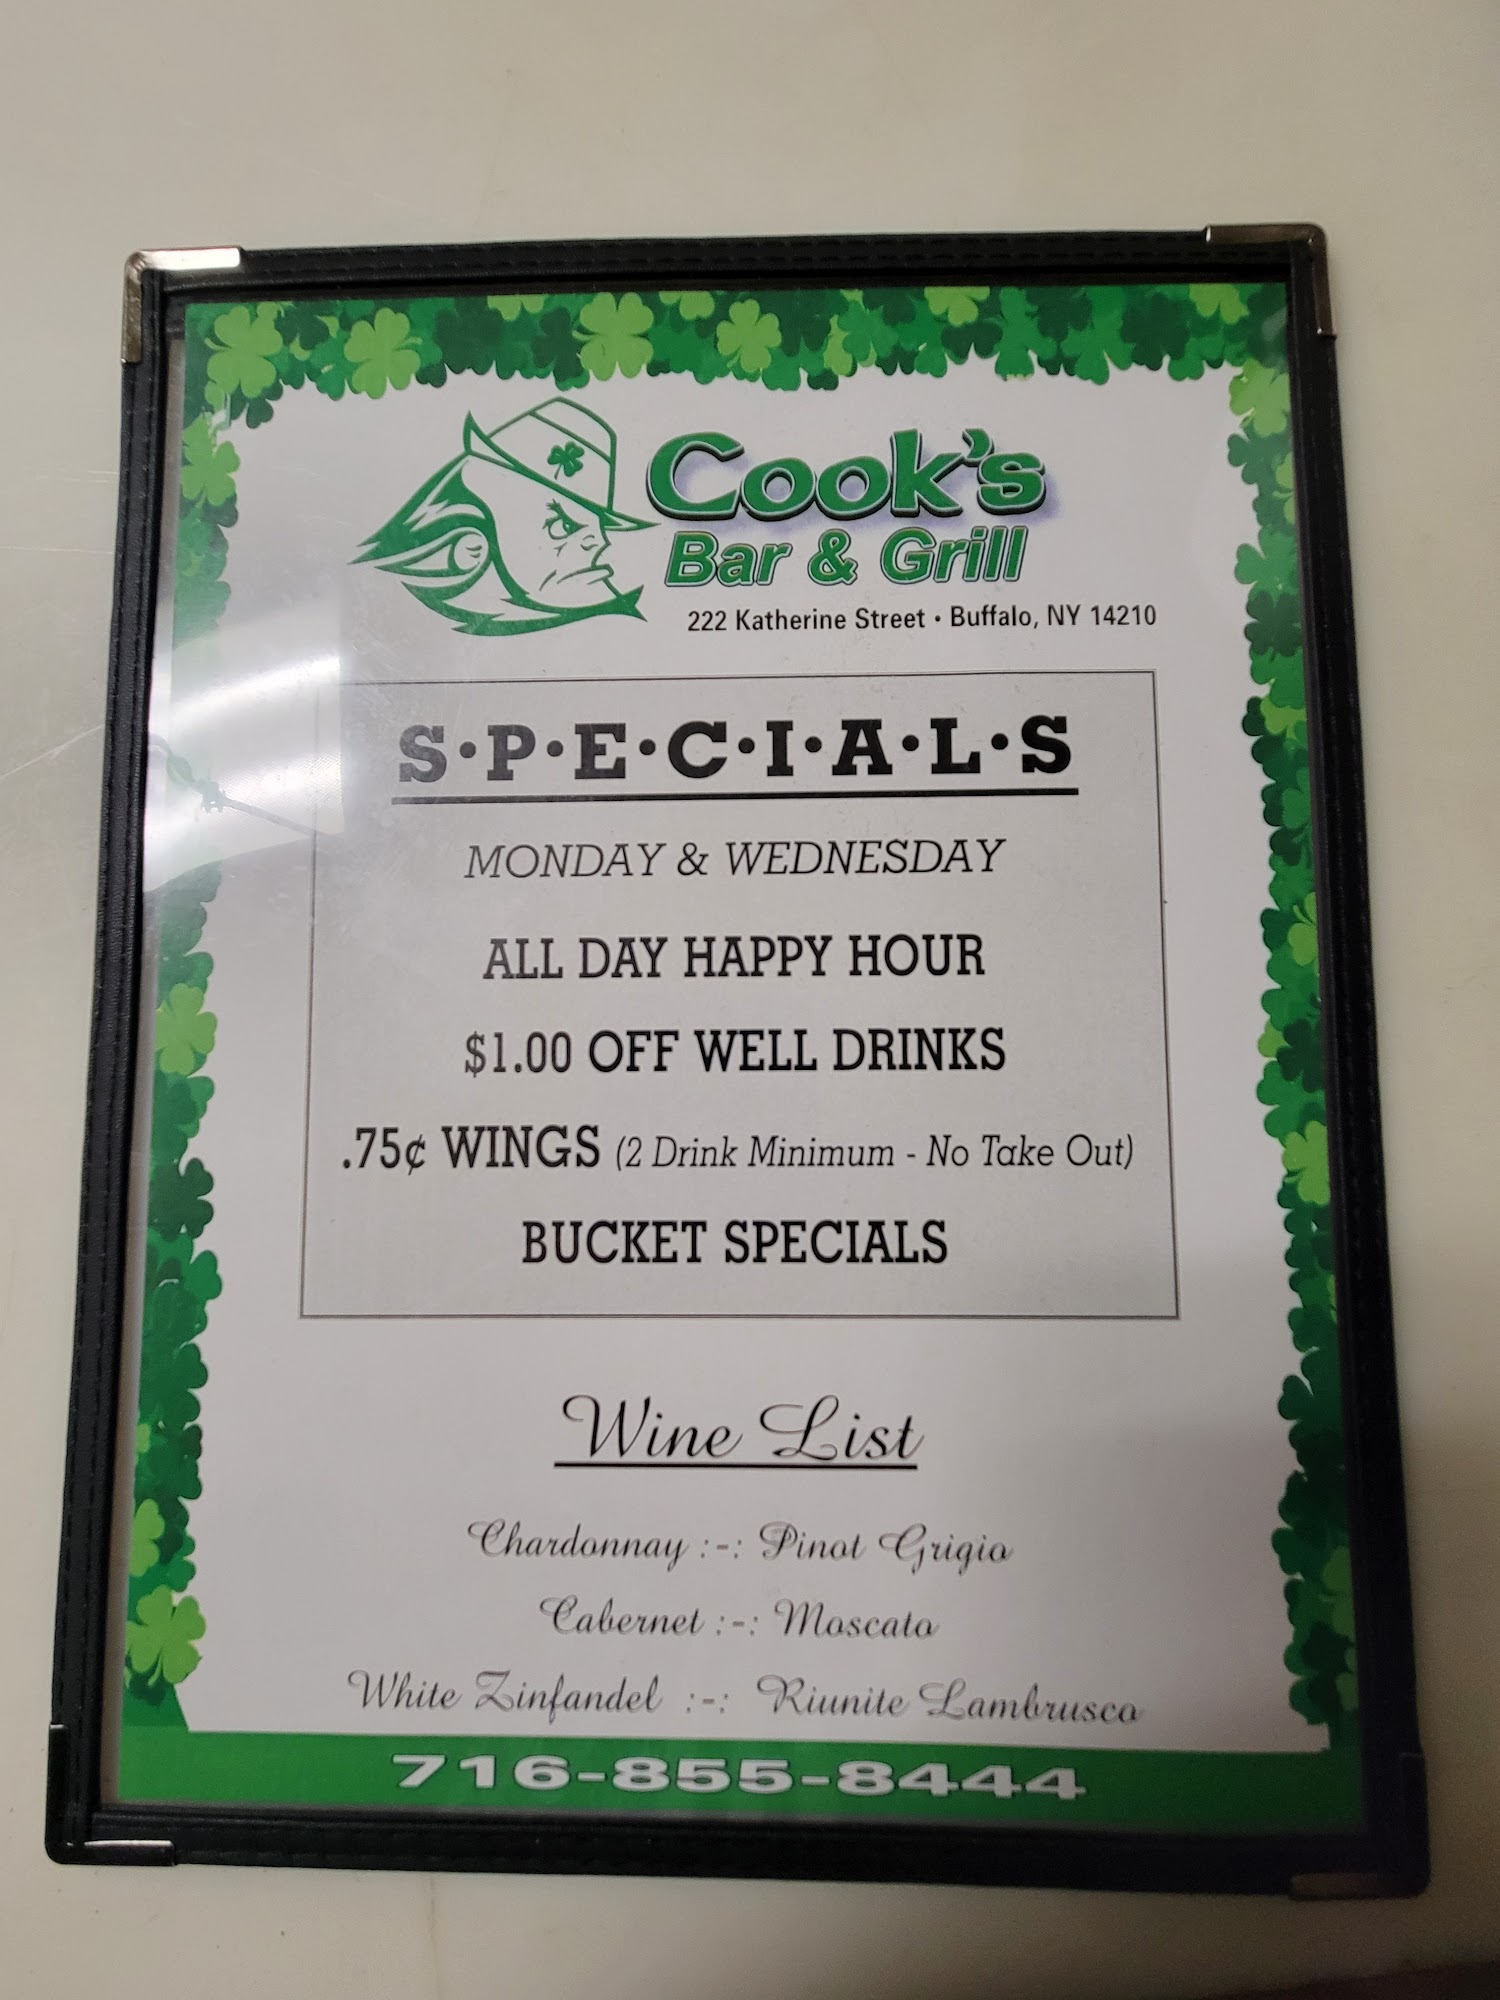 Cook's
Bar & Grill
222 Katherine Street • Buffalo, NY 14210
S•P•E•C•I•A•L•S
MONDAY & WEDNESDAY
ALL DAY HAPPY HOUR
$1.00 OFF WELL DRINKS
.75¢ WINGS (2 Drink Minimum - No Take Out)
BUCKET SPECIALS
Wine List
Chardonnay :-: Pinot Grigio
Cabernet :-: Moscato
White Zinfandel :-: Riunite Lambrusco
716-855-8444